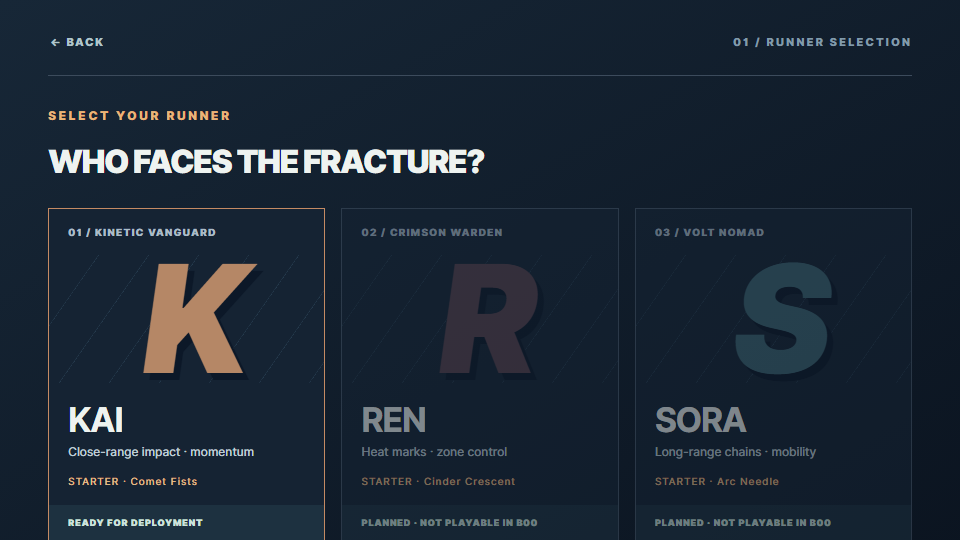 ← BACK
01 / RUNNER SELECTION
SELECT YOUR RUNNER
WHO FACES THE FRACTURE?
01 / KINETIC VANGUARD
K
KAI
Close-range impact · momentum
STARTER · Comet Fists
READY FOR DEPLOYMENT
02 / CRIMSON WARDEN
R
REN
Heat marks · zone control
STARTER · Cinder Crescent
PLANNED · NOT PLAYABLE IN B00
03 / VOLT NOMAD
S
SORA
Long-range chains · mobility
STARTER · Arc Needle
PLANNED · NOT PLAYABLE IN B00